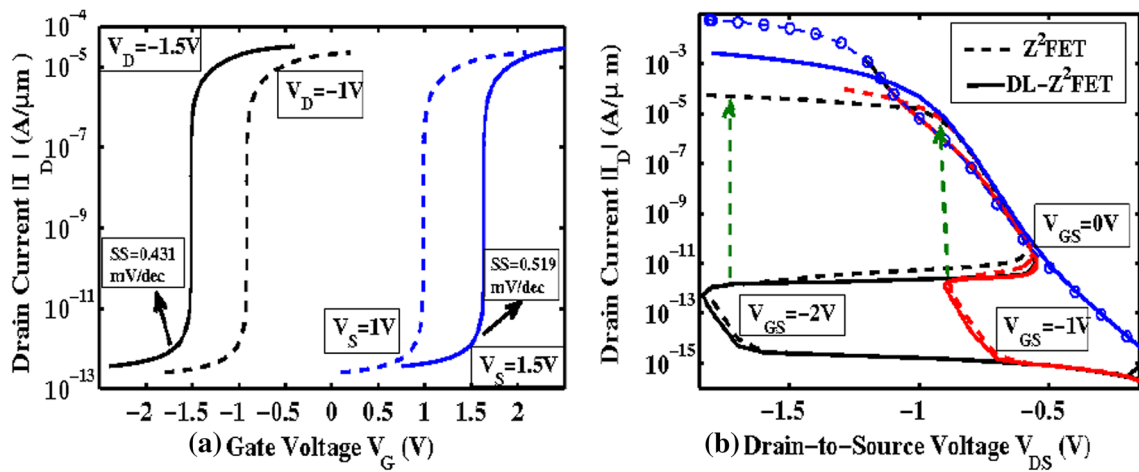 Drain Current |I_D| (A/μm)
10^-4
10^-5
10^-7
10^-9
10^-11
10^-13
V_D=−1.5V
V_D=−1V
SS=0.431
mV/dec
SS=0.519
mV/dec
V_S=1V
V_S=1.5V
−2
−1.5
−1
−0.5
0
0.5
1
1.5
2
(a) Gate Voltage V_G (V)
Drain Current |I_D| (A/μ m)
10^-3
10^-5
10^-7
10^-9
10^-11
10^-13
10^-15
Z^2FET
DL−Z^2FET
V_GS=0V
V_GS=−2V
V_GS=−1V
−1.5
−1
−0.5
(b) Drain−to−Source Voltage V_DS (V)